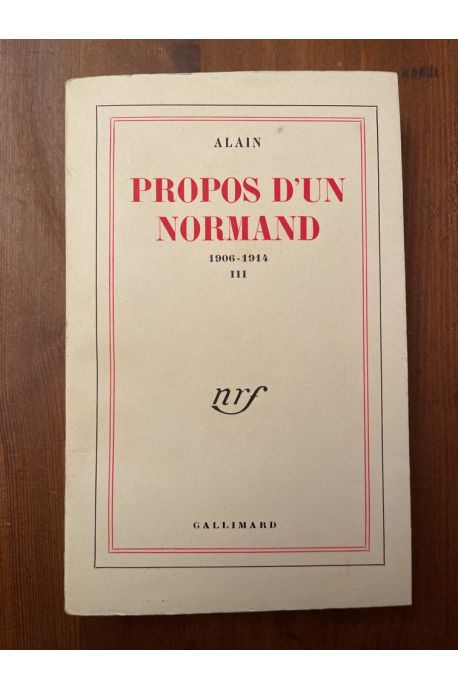 ALAIN
PROPOS D'UN
NORMAND
1906-1914
III
nrf
GALLIMARD